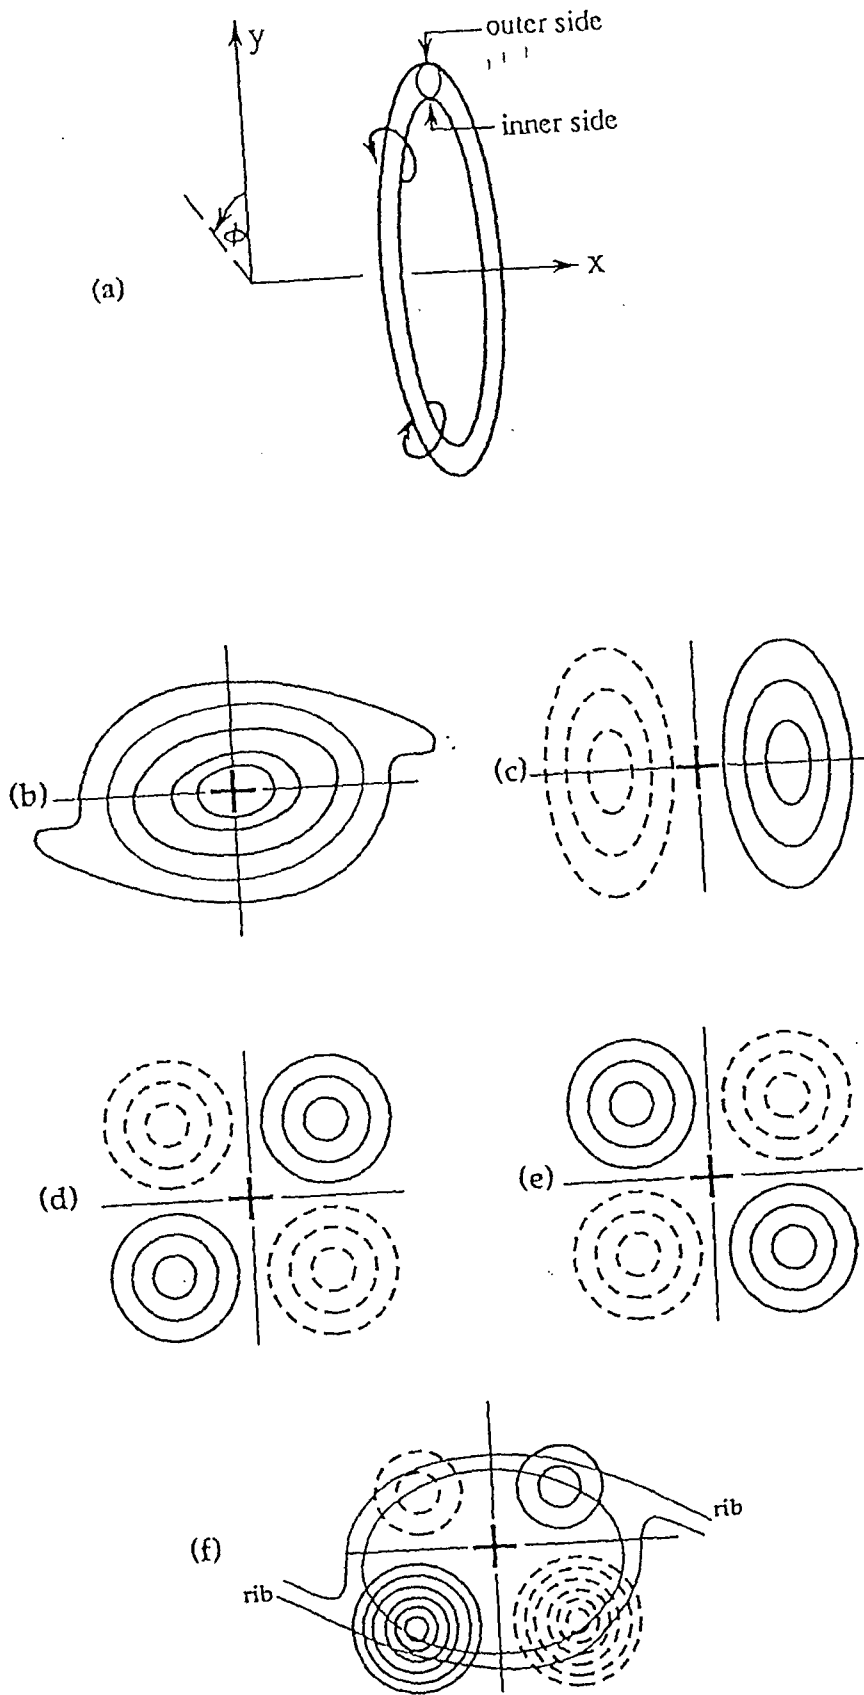 outer side
y
inner side
ϕ
x
(a)
(b)
(c)
(d)
(e)
(f)
rib
rib